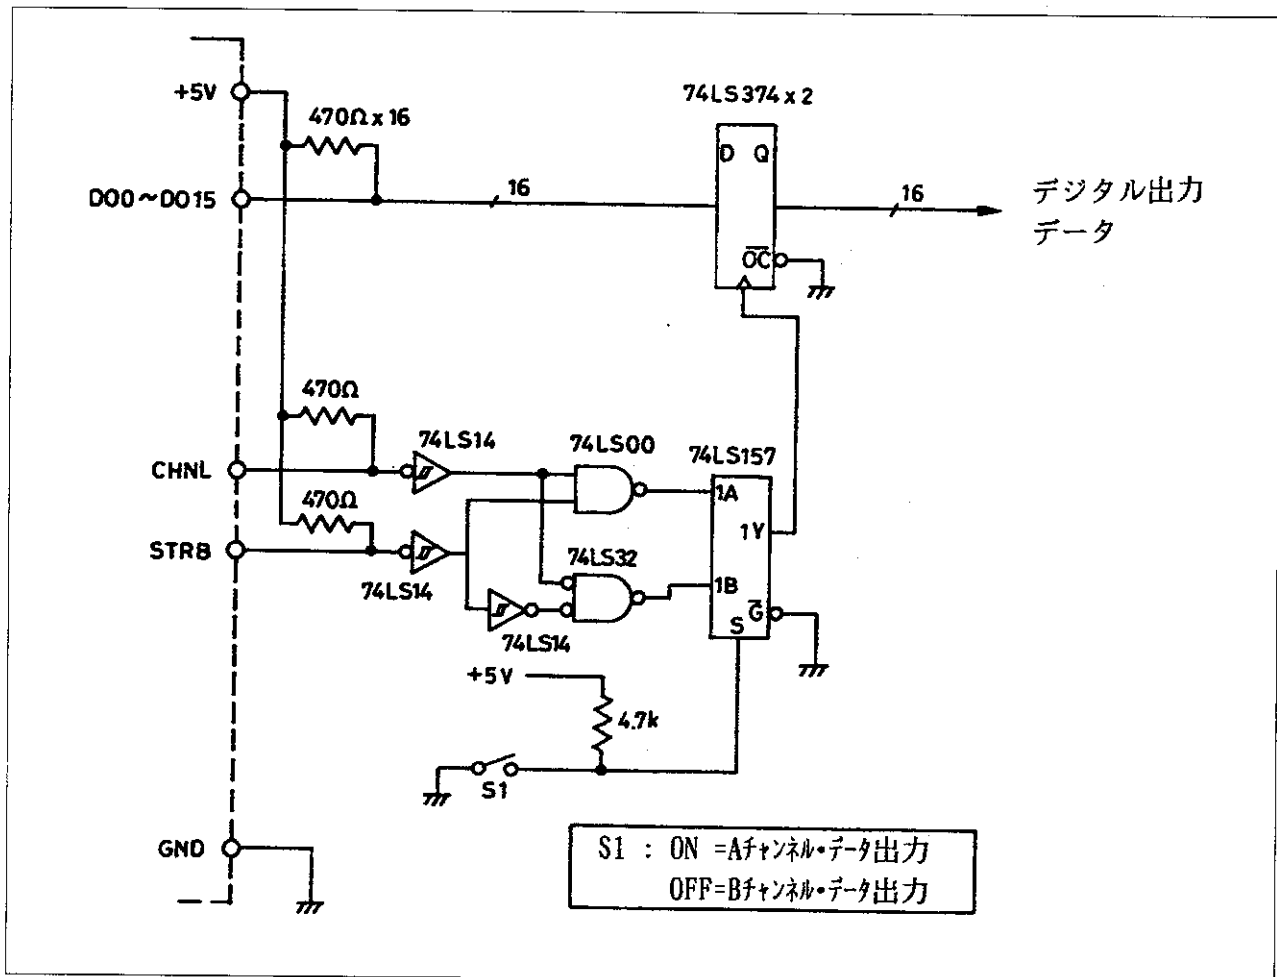 74LS374×2
+5V
470Ω×16
D Q
DO0~DO15
16
16
デジタル出力
データ
OC
470Ω
74LS14
74LS00
74LS157
CHNL
1A
470Ω
1Y
STRB
74LS32
74LS14
1B
G
S
74LS14
+5V
4.7k
S1
GND
S1 : ON =Aチャンネル・データ出力
OFF=Bチャンネル・データ出力